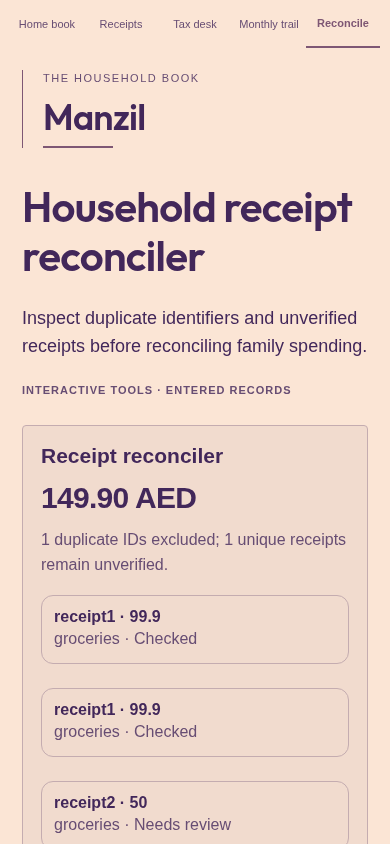 Home book
Receipts
Tax desk
Monthly trail
Reconcile
THE HOUSEHOLD BOOK
Manzil
Household receipt
reconciler
Inspect duplicate identifiers and unverified
receipts before reconciling family spending.
INTERACTIVE TOOLS · ENTERED RECORDS
Receipt reconciler
149.90 AED
1 duplicate IDs excluded; 1 unique receipts
remain unverified.
receipt1 · 99.9
groceries · Checked
receipt1 · 99.9
groceries · Checked
receipt2 · 50
groceries · Needs review